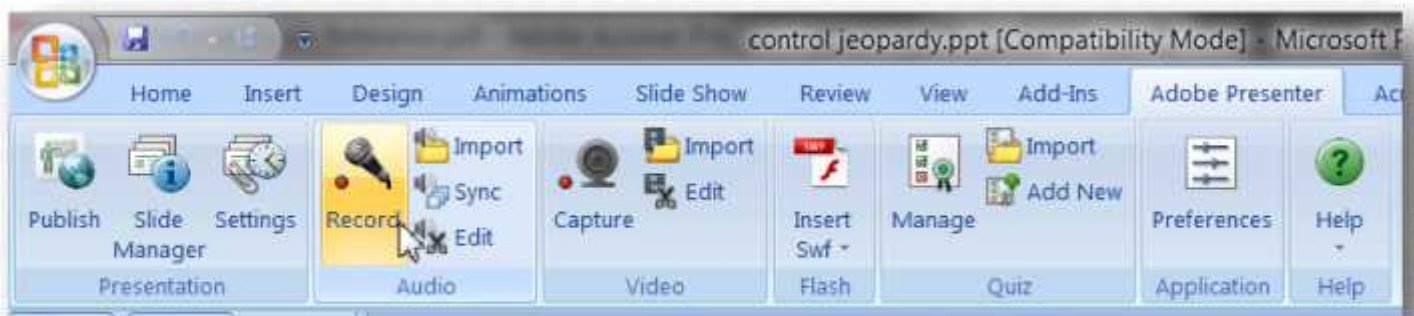 control jeopardy.ppt [Compatibility Mode] - Microsoft
Home Insert Design Animations Slide Show Review View Add-Ins Adobe Presenter
Import Import Import
Sync Edit Add New
Publish Slide Manager Settings Record Edit Capture Insert Swf Manage Preferences Help
Presentation Audio Video Flash Quiz Application Help